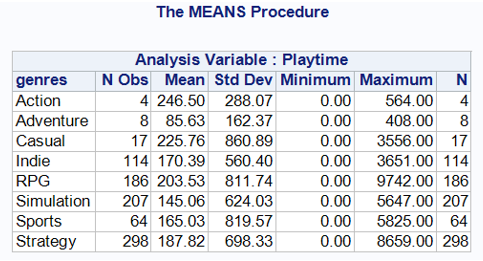 The MEANS Procedure
Analysis Variable : Playtime
genres N Obs Mean Std Dev Minimum Maximum N
Action 4 246.50 288.07 0.00 564.00 4
Adventure 8 85.63 162.37 0.00 408.00 8
Casual 17 225.76 860.89 0.00 3556.00 17
Indie 114 170.39 560.40 0.00 3651.00 114
RPG 186 203.53 811.74 0.00 9742.00 186
Simulation 207 145.06 624.03 0.00 5647.00 207
Sports 64 165.03 819.57 0.00 5825.00 64
Strategy 298 187.82 698.33 0.00 8659.00 298